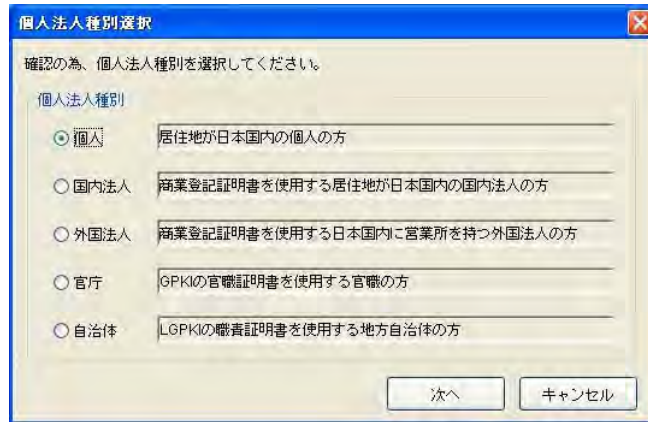 個人法人種別選択
確認の為、個人法人種別を選択してください。
個人法人種別
個人 居住地が日本国内の個人の方
国内法人 商業登記証明書を使用する居住地が日本国内の国内法人の方
外国法人 商業登記証明書を使用する日本国内に営業所を持つ外国法人の方
官庁 GPKIの官職証明書を使用する官職の方
自治体 LGPKIの職責証明書を使用する地方自治体の方
次へ キャンセル